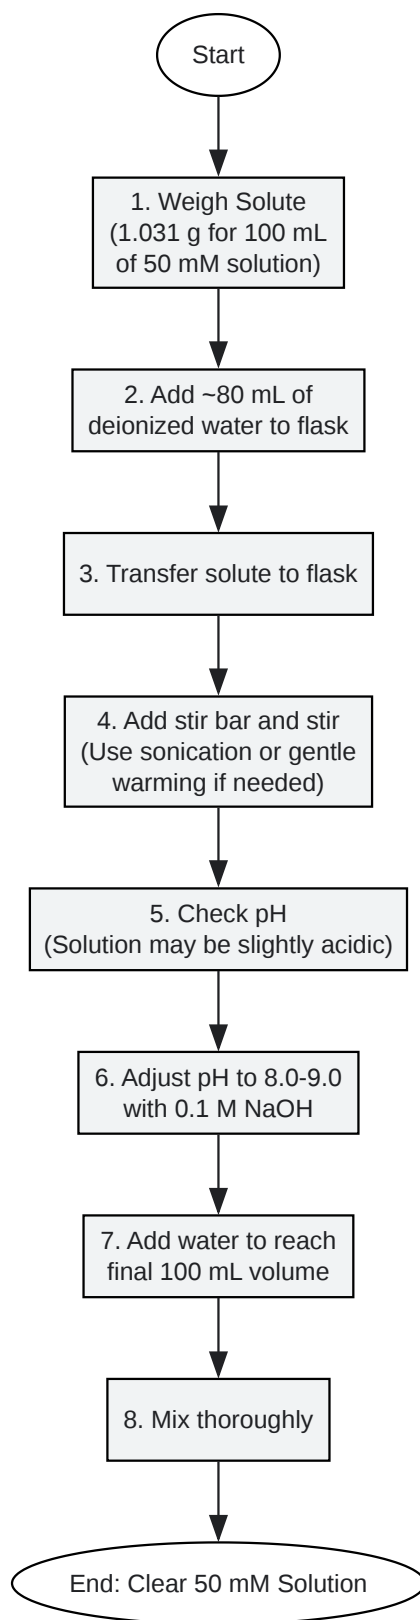 Start
1. Weigh Solute
(1.031 g for 100 mL
of 50 mM solution)
2. Add ~80 mL of
deionized water to flask
3. Transfer solute to flask
4. Add stir bar and stir
(Use sonication or gentle
warming if needed)
5. Check pH
(Solution may be slightly acidic)
6. Adjust pH to 8.0-9.0
with 0.1 M NaOH
7. Add water to reach
final 100 mL volume
8. Mix thoroughly
End: Clear 50 mM Solution